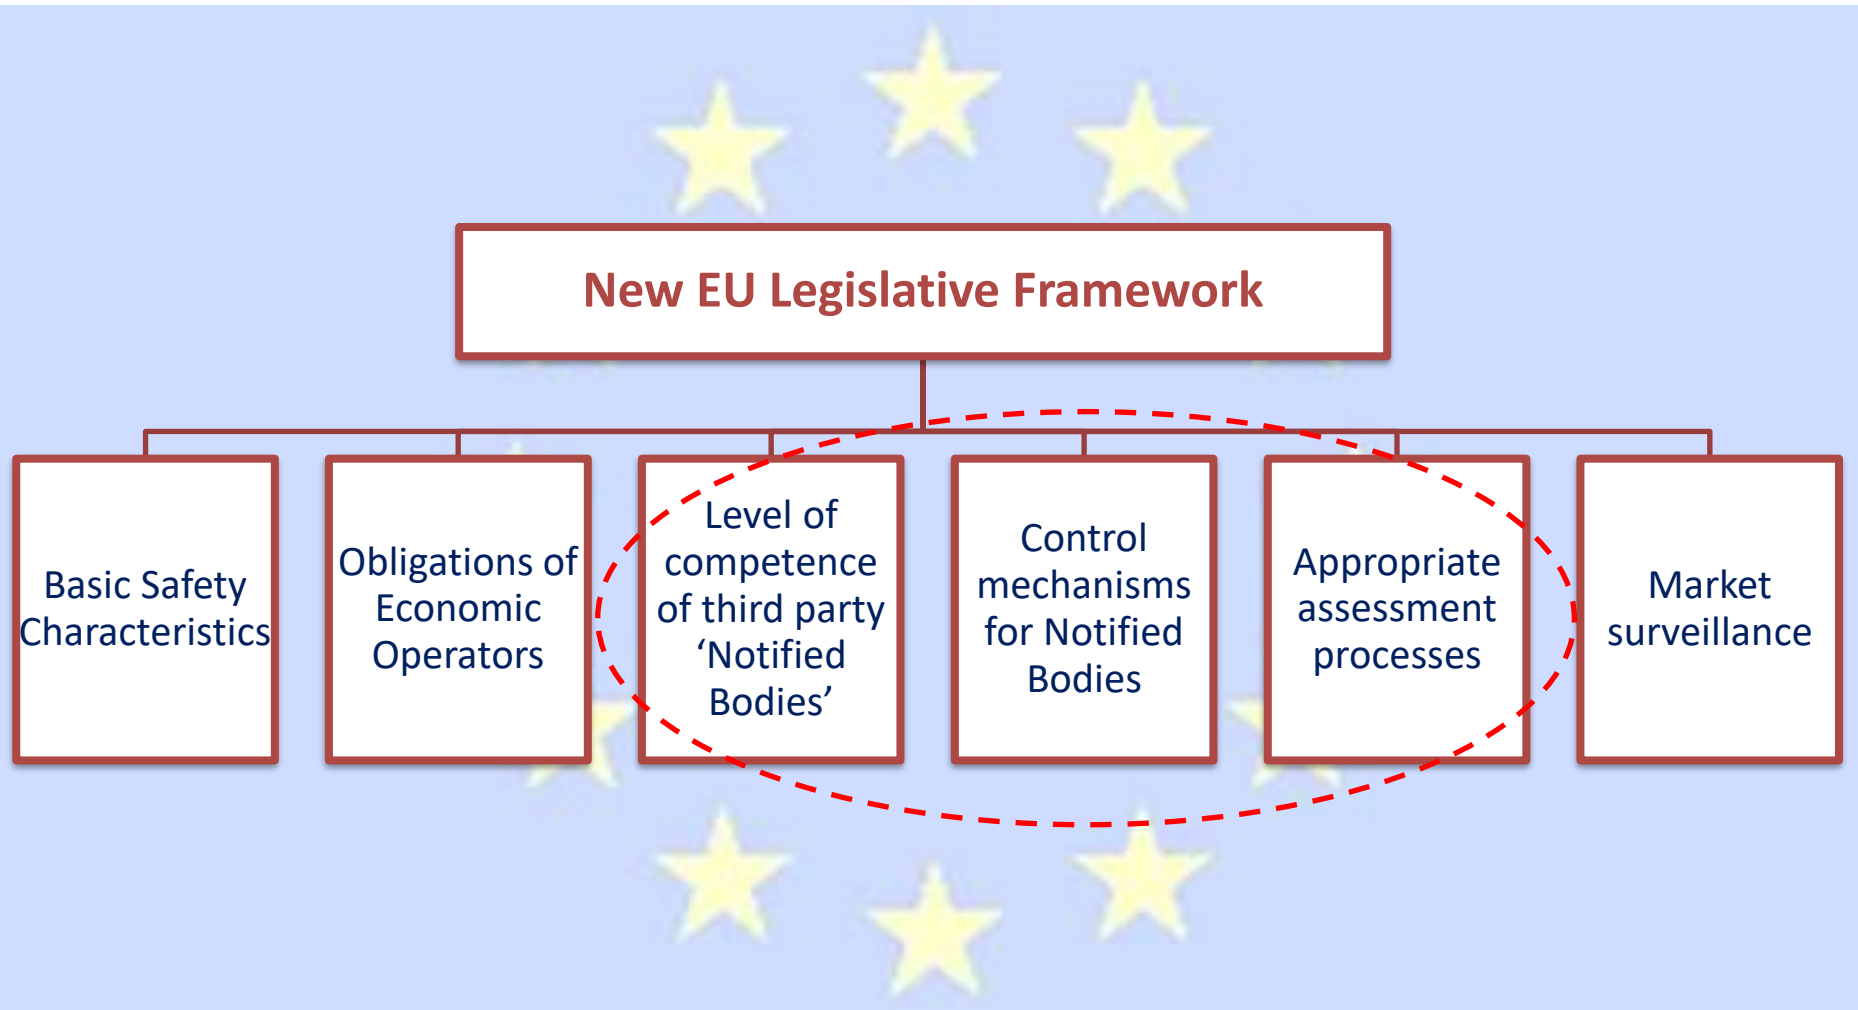 New EU Legislative Framework
Basic Safety
Characteristics
Obligations of
Economic
Operators
Level of
competence
of third party
‘Notified
Bodies’
Control
mechanisms
for Notified
Bodies
Appropriate
assessment
processes
Market
surveillance